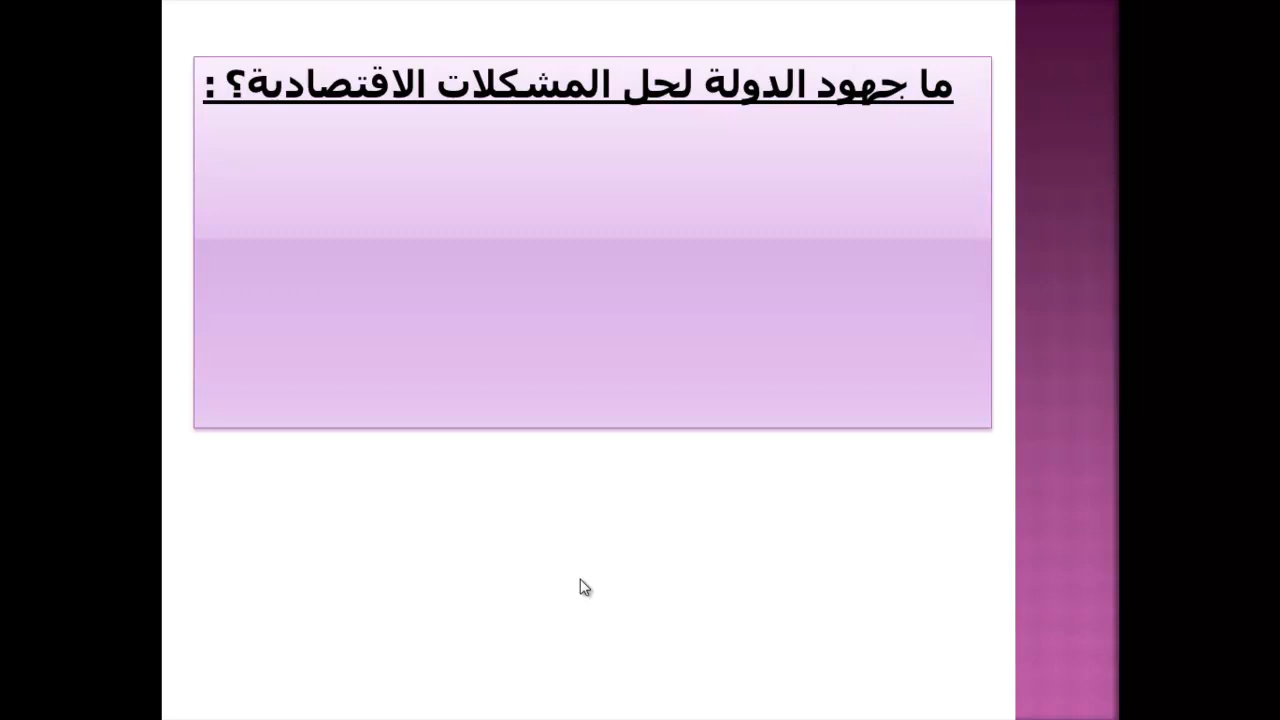 ما جهود الدولة لحل المشكلات الاقتصادية؟ :